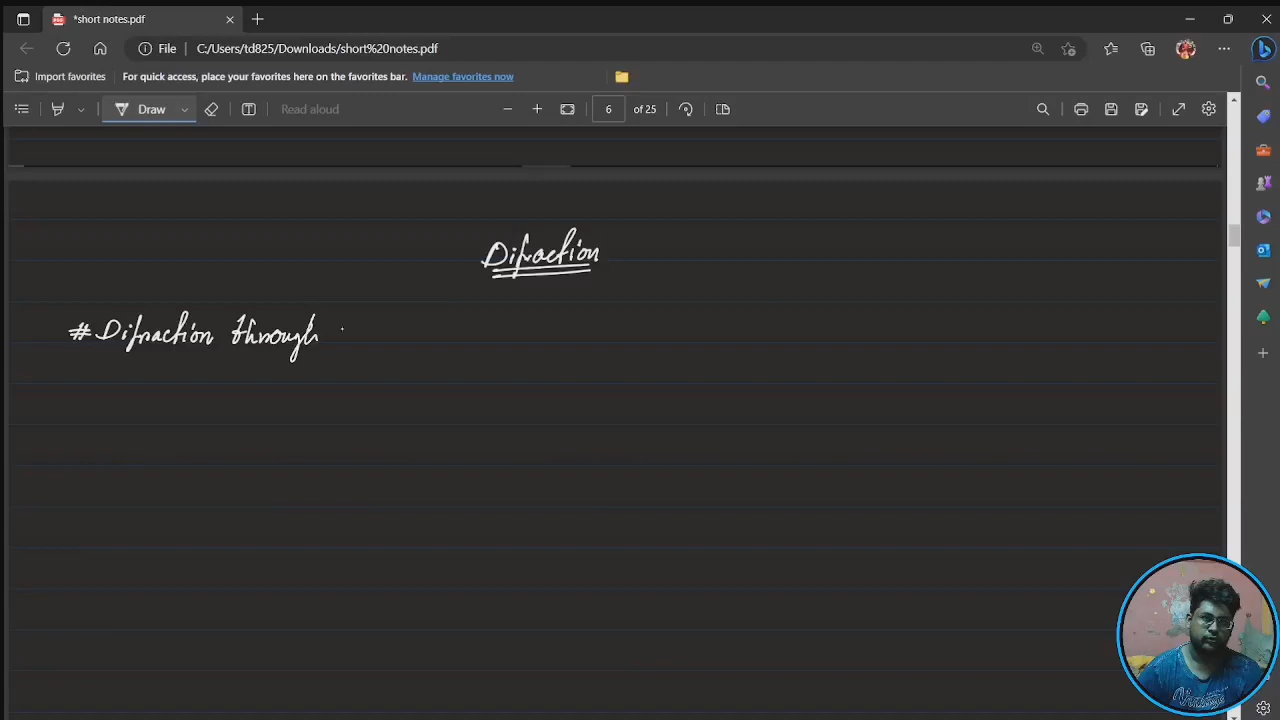 *short notes.pdf
File C:/Users/td825/Downloads/short%20notes.pdf
Import favorites For quick access, place your favorites here on the favorites bar. Manage favorites now
Draw Read aloud 6 of 25
Difraction
#Difraction through